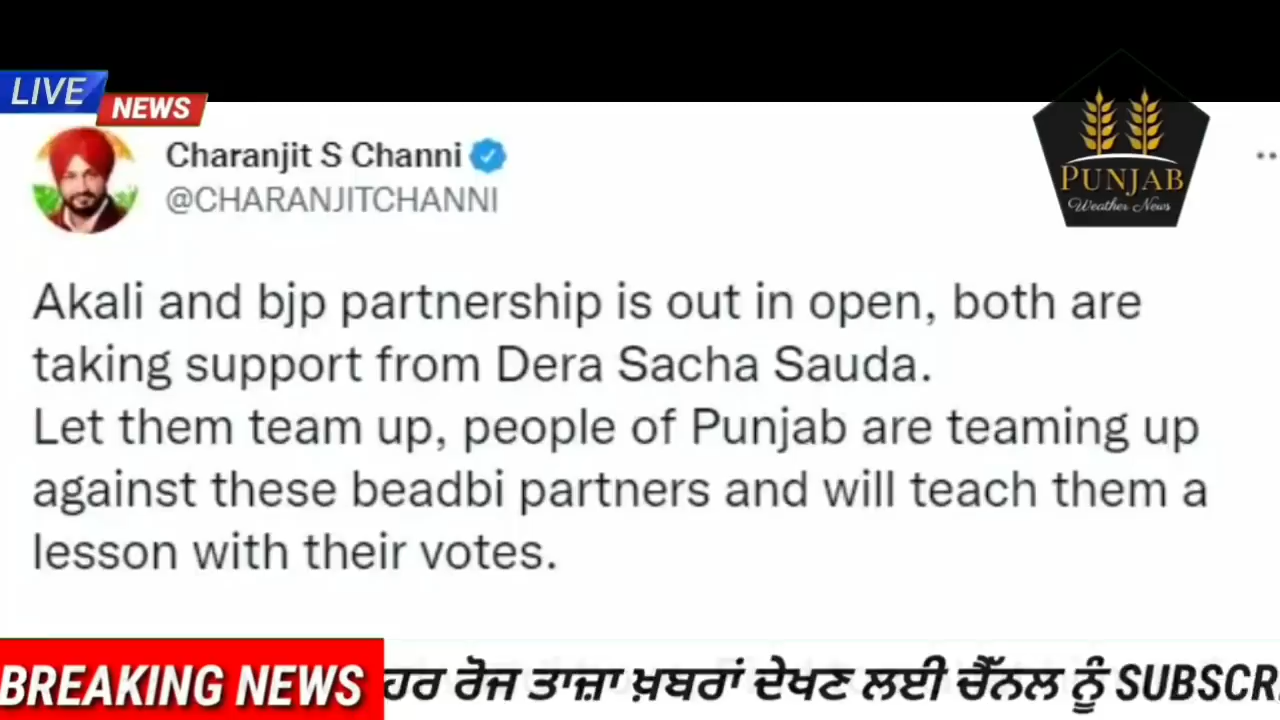 LIVE
NEWS
Charanjit S Channi
@CHARANJITCHANNI
PUNJAB
Weather News
Akali and bjp partnership is out in open, both are
taking support from Dera Sacha Sauda.
Let them team up, people of Punjab are teaming up
against these beadbi partners and will teach them a
lesson with their votes.
BREAKING NEWS
ਹਰ ਰੋਜ ਤਾਜ਼ਾ ਖ਼ਬਰਾਂ ਦੇਖਣ ਲਈ ਚੈੱਨਲ ਨੂੰ